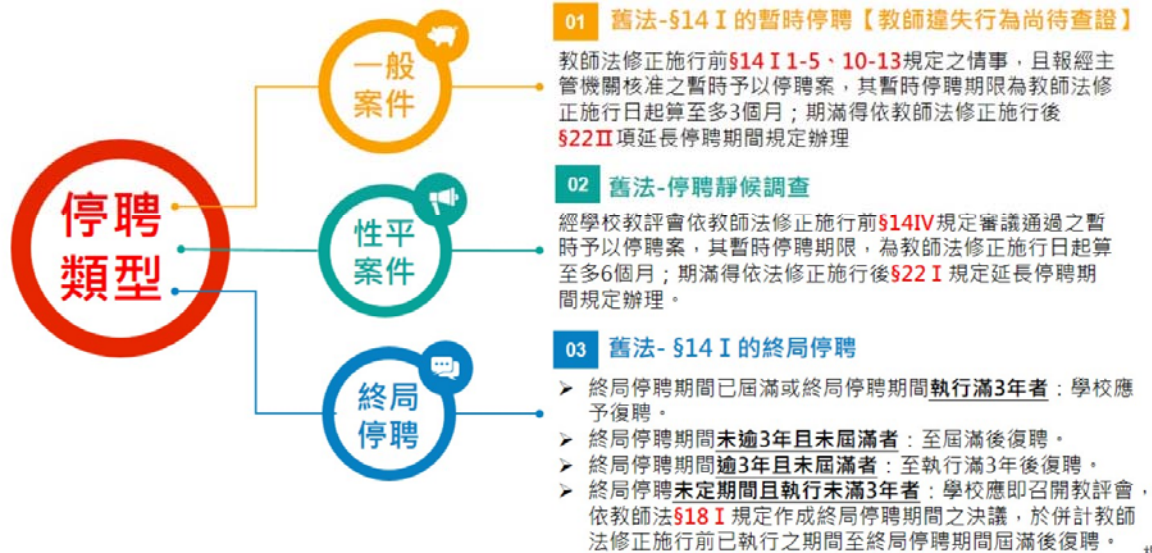 停聘
類型
一般
案件
性平
案件
終局
停聘
01 舊法-§14 I 的暫時停聘【教師違失行為尚待查證】
教師法修正施行前§14 I 1-5、10-13規定之情事，且報經主
管機關核准之暫時予以停聘案，其暫時停聘期限為教師法修
正施行日起算至多3個月；期滿得依教師法修正施行後
§22II項延長停聘期間規定辦理
02 舊法-停聘靜候調查
經學校教評會依教師法修正施行前§14IV規定審議通過之暫
時予以停聘案，其暫時停聘期限，為教師法修正施行日起算
至多6個月；期滿得依法修正施行後§22 I 規定延長停聘期
間規定辦理。
03 舊法- §14 I 的終局停聘
➢ 終局停聘期間已屆滿或終局停聘期間執行滿3年者：學校應
予復聘。
➢ 終局停聘期間未逾3年且未屆滿者：至屆滿後復聘。
➢ 終局停聘期間逾3年且未屆滿者：至執行滿3年後復聘。
➢ 終局停聘未定期間且執行未滿3年者：學校應即召開教評會，
依教師法§18 I 規定作成終局停聘期間之決議，於併計教師
法修正施行前已執行之期間至終局停聘期間屆滿後復聘。